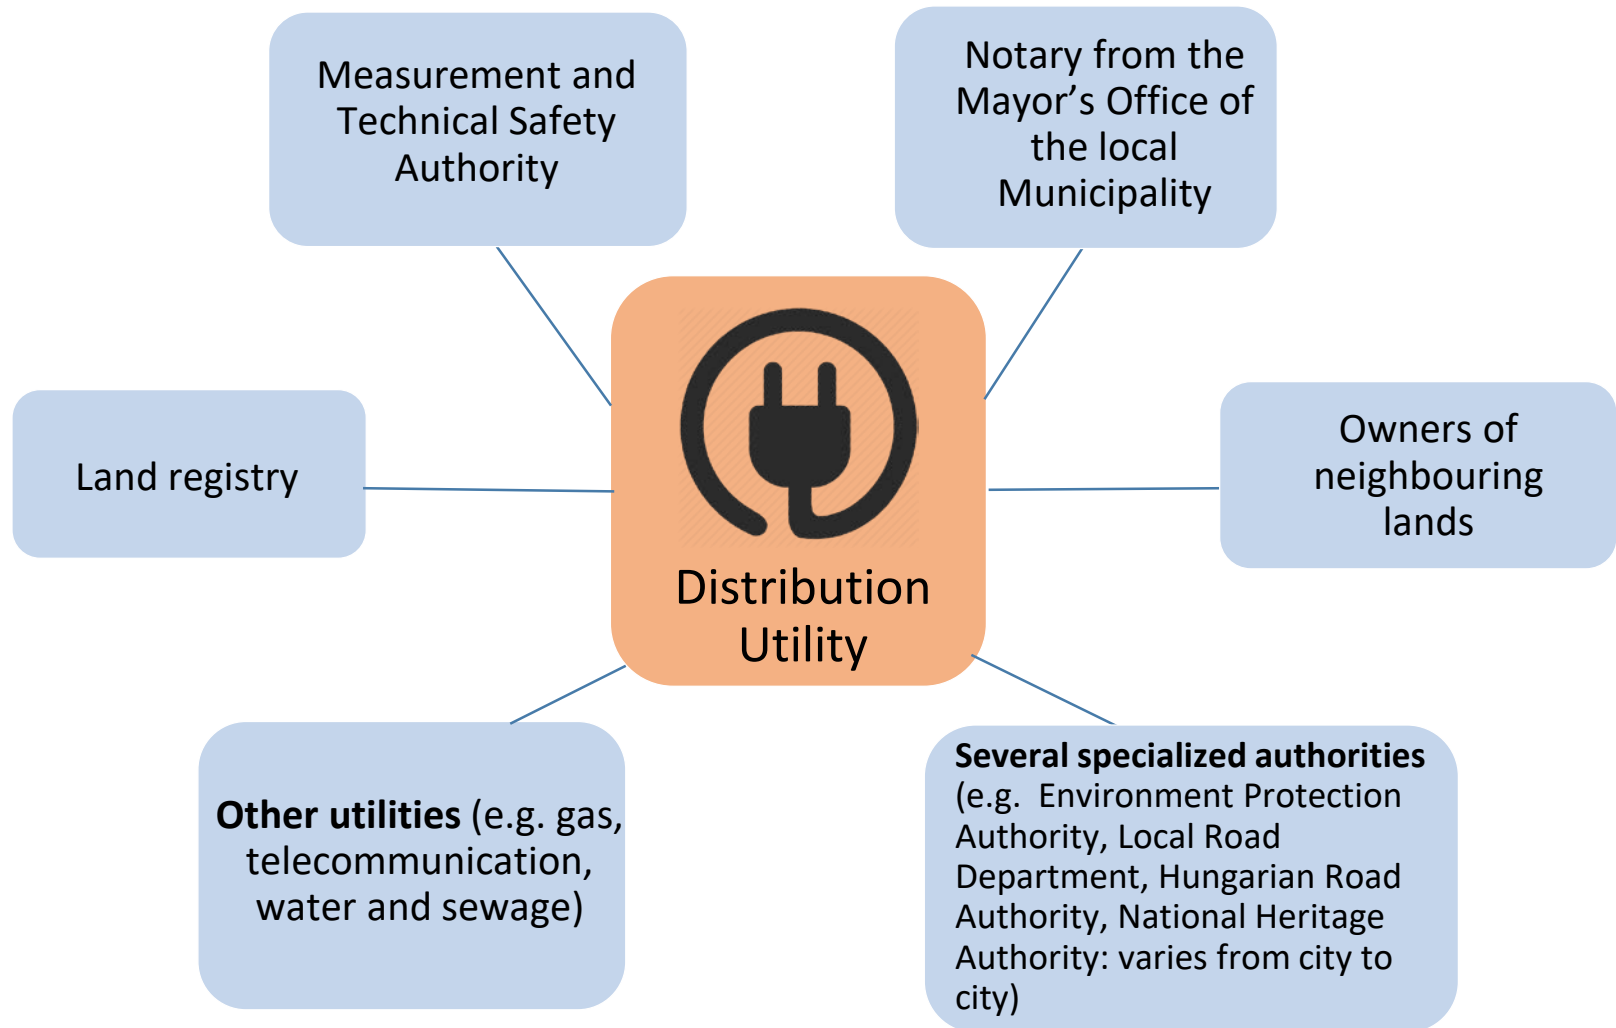 Measurement and
Technical Safety
Authority
Notary from the
Mayor’s Office of
the local
Municipality
Land registry
Owners of
neighbouring
lands
Distribution
Utility
Other utilities (e.g. gas,
telecommunication,
water and sewage)
Several specialized authorities
(e.g.  Environment Protection
Authority, Local Road
Department, Hungarian Road
Authority, National Heritage
Authority: varies from city to
city)